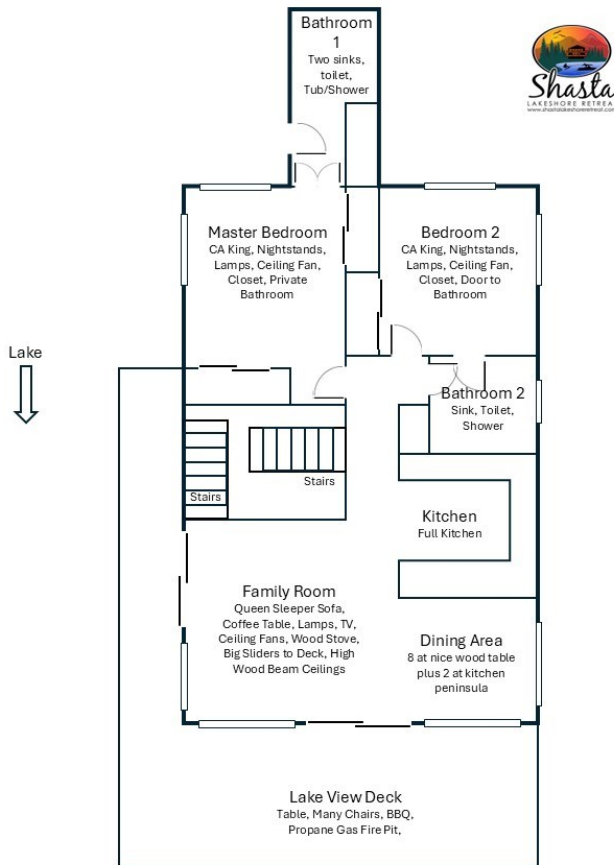 Bathroom
1
Two sinks,
toilet,
Tub/Shower
Shasta
LAKESHORE RETREAT
www.shastalakeshoreretreat.com
Master Bedroom
CA King, Nightstands,
Lamps, Ceiling Fan,
Closet, Private
Bathroom
Bedroom 2
CA King, Nightstands,
Lamps, Ceiling Fan,
Closet, Door to
Bathroom
Lake
Bathroom 2
Sink, Toilet,
Shower
Stairs
Stairs
Kitchen
Full Kitchen
Family Room
Queen Sleeper Sofa,
Coffee Table, Lamps, TV,
Ceiling Fans, Wood Stove,
Big Sliders to Deck, High
Wood Beam Ceilings
Dining Area
8 at nice wood table
plus 2 at kitchen
peninsula
Lake View Deck
Table, Many Chairs, BBQ,
Propane Gas Fire Pit,